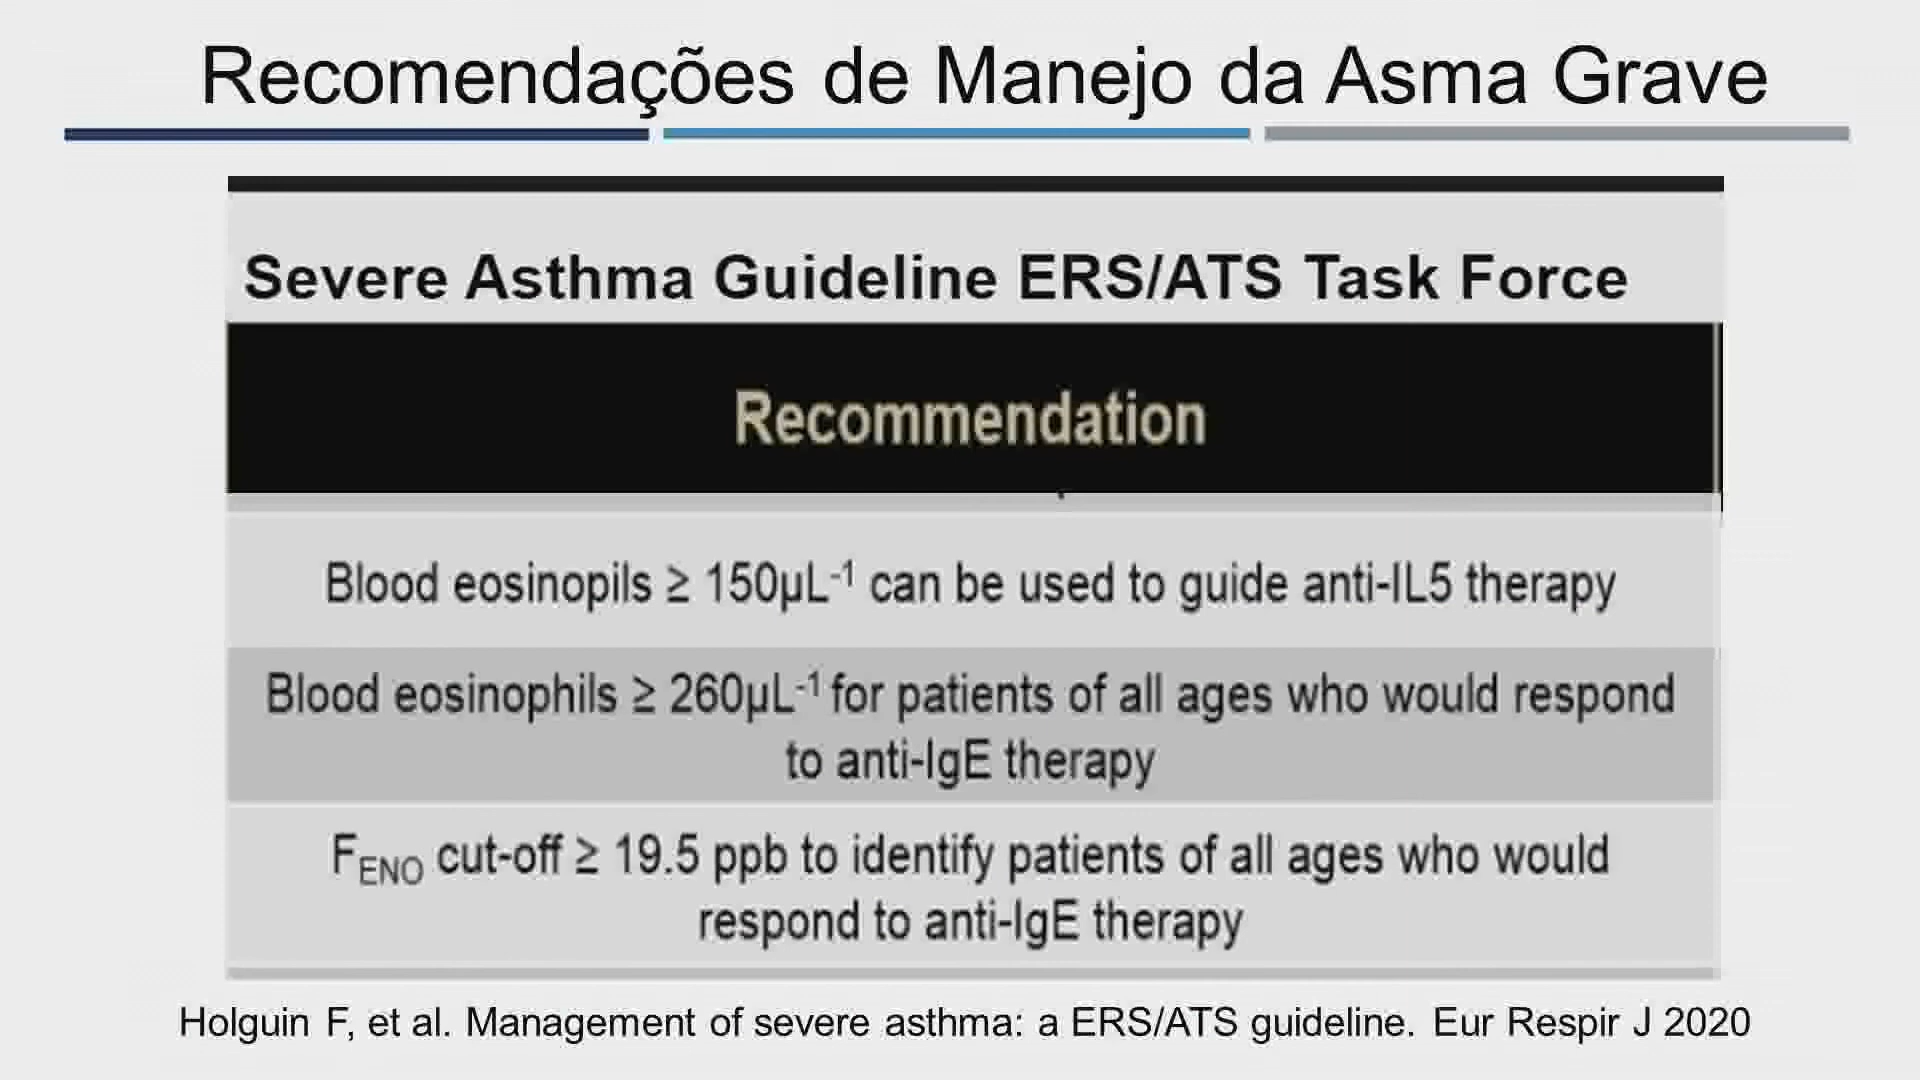 Recomendações de Manejo da Asma Grave
Severe Asthma Guideline ERS/ATS Task Force
Recommendation
Blood eosinopils ≥ 150µL⁻¹ can be used to guide anti-IL5 therapy
Blood eosinophils ≥ 260µL⁻¹ for patients of all ages who would respond
to anti-IgE therapy
FENO cut-off ≥ 19.5 ppb to identify patients of all ages who would
respond to anti-IgE therapy
Holguin F, et al. Management of severe asthma: a ERS/ATS guideline. Eur Respir J 2020